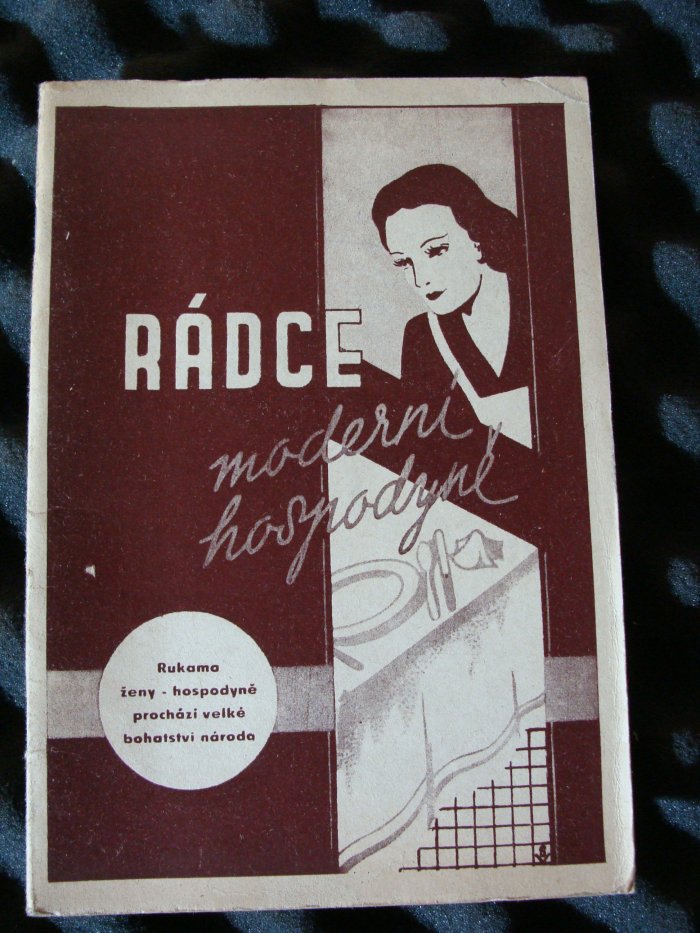 RÁDCE
moderní
hospodyně
Rukama
ženy - hospodyně
prochází velké
bohatství národa